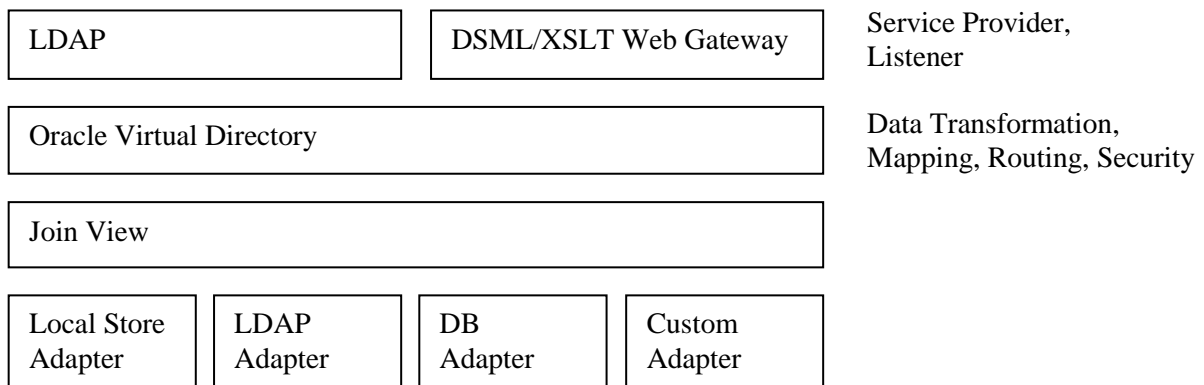 LDAP
DSML/XSLT Web Gateway
Service Provider,
Listener
Oracle Virtual Directory
Data Transformation,
Mapping, Routing, Security
Join View
Local Store
Adapter
LDAP
Adapter
DB
Adapter
Custom
Adapter